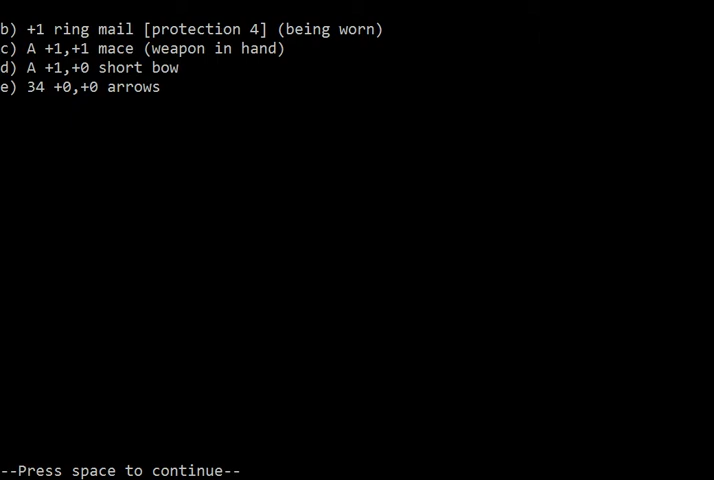 b) +1 ring mail [protection 4] (being worn)
c) A +1,+1 mace (weapon in hand)
d) A +1,+0 short bow
e) 34 +0,+0 arrows
--Press space to continue--